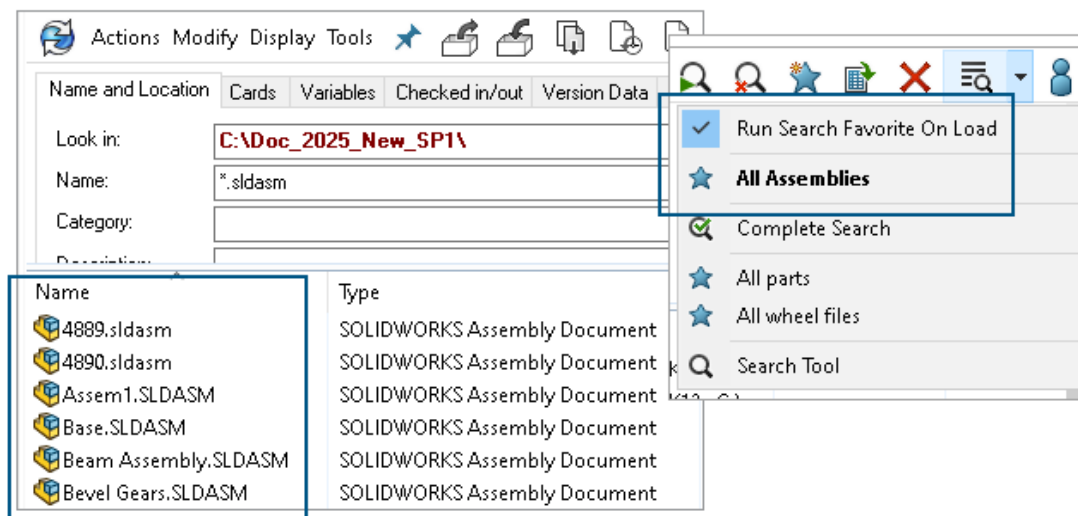 Actions Modify Display Tools
Name and Location Cards Variables Checked in/out Version Data
Look in: C:\Doc_2025_New_SP1\
Name: *.sldasm
Category:
Description:
Name Type
4889.sldasm SOLIDWORKS Assembly Document
4890.sldasm SOLIDWORKS Assembly Document
Assem1.SLDASM SOLIDWORKS Assembly Document
Base.SLDASM SOLIDWORKS Assembly Document
Beam Assembly.SLDASM SOLIDWORKS Assembly Document
Bevel Gears.SLDASM SOLIDWORKS Assembly Document
Run Search Favorite On Load
All Assemblies
Complete Search
All parts
All wheel files
Search Tool